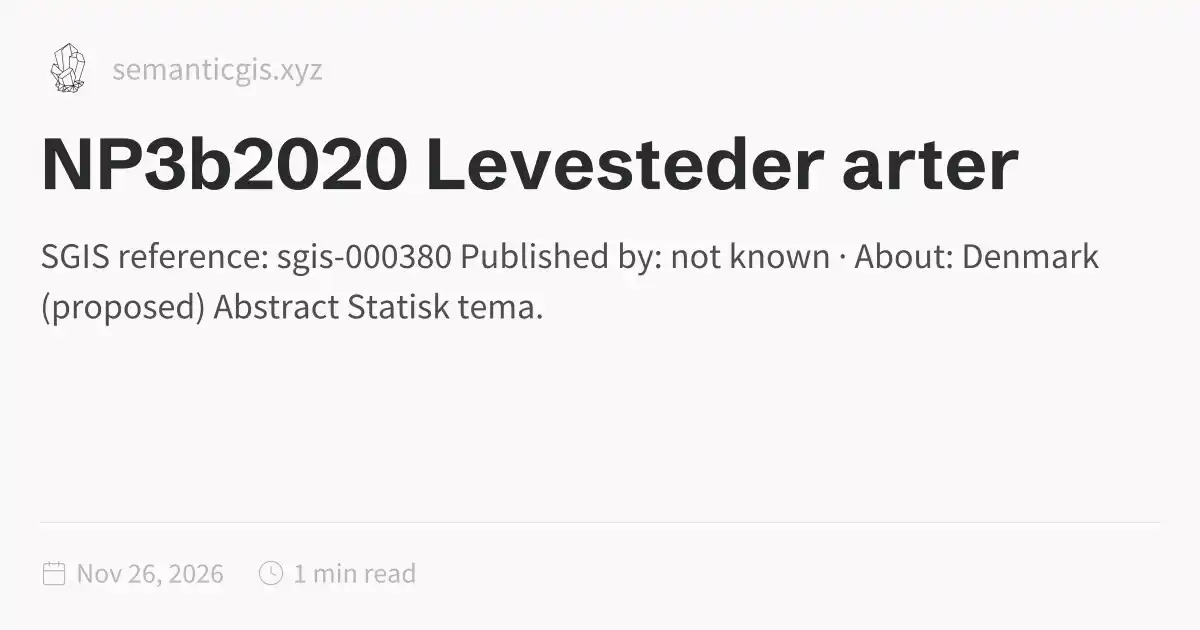 semanticgis.xyz
NP3b2020 Levesteder arter
SGIS reference: sgis-000380 Published by: not known · About: Denmark
(proposed) Abstract Statisk tema.
Nov 26, 2026 1 min read